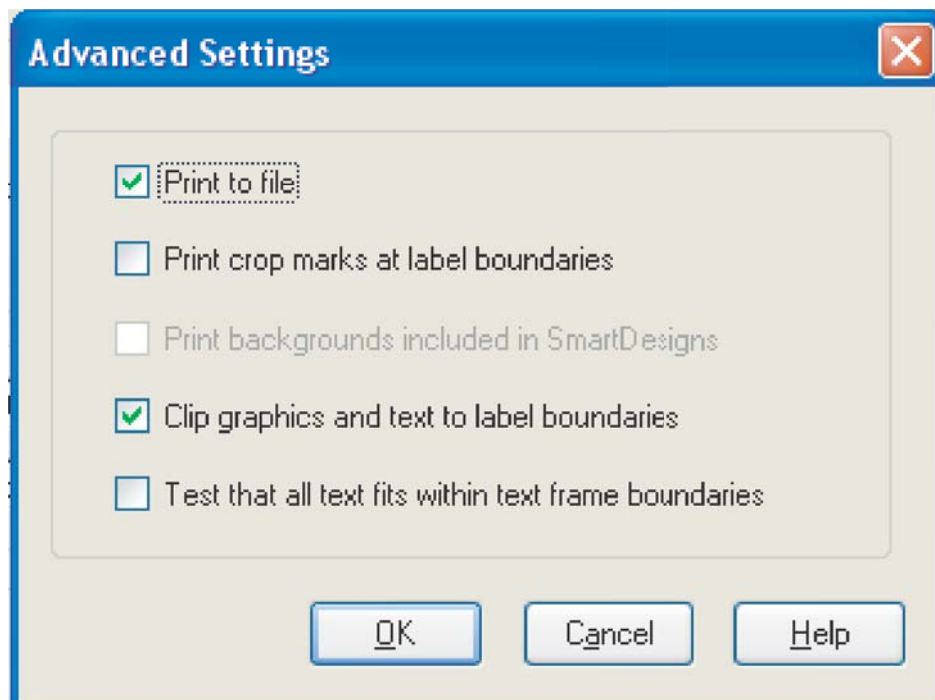 Advanced Settings
Print to file
Print crop marks at label boundaries
Print backgrounds included in SmartDesigns
Clip graphics and text to label boundaries
Test that all text fits within text frame boundaries
OK Cancel Help